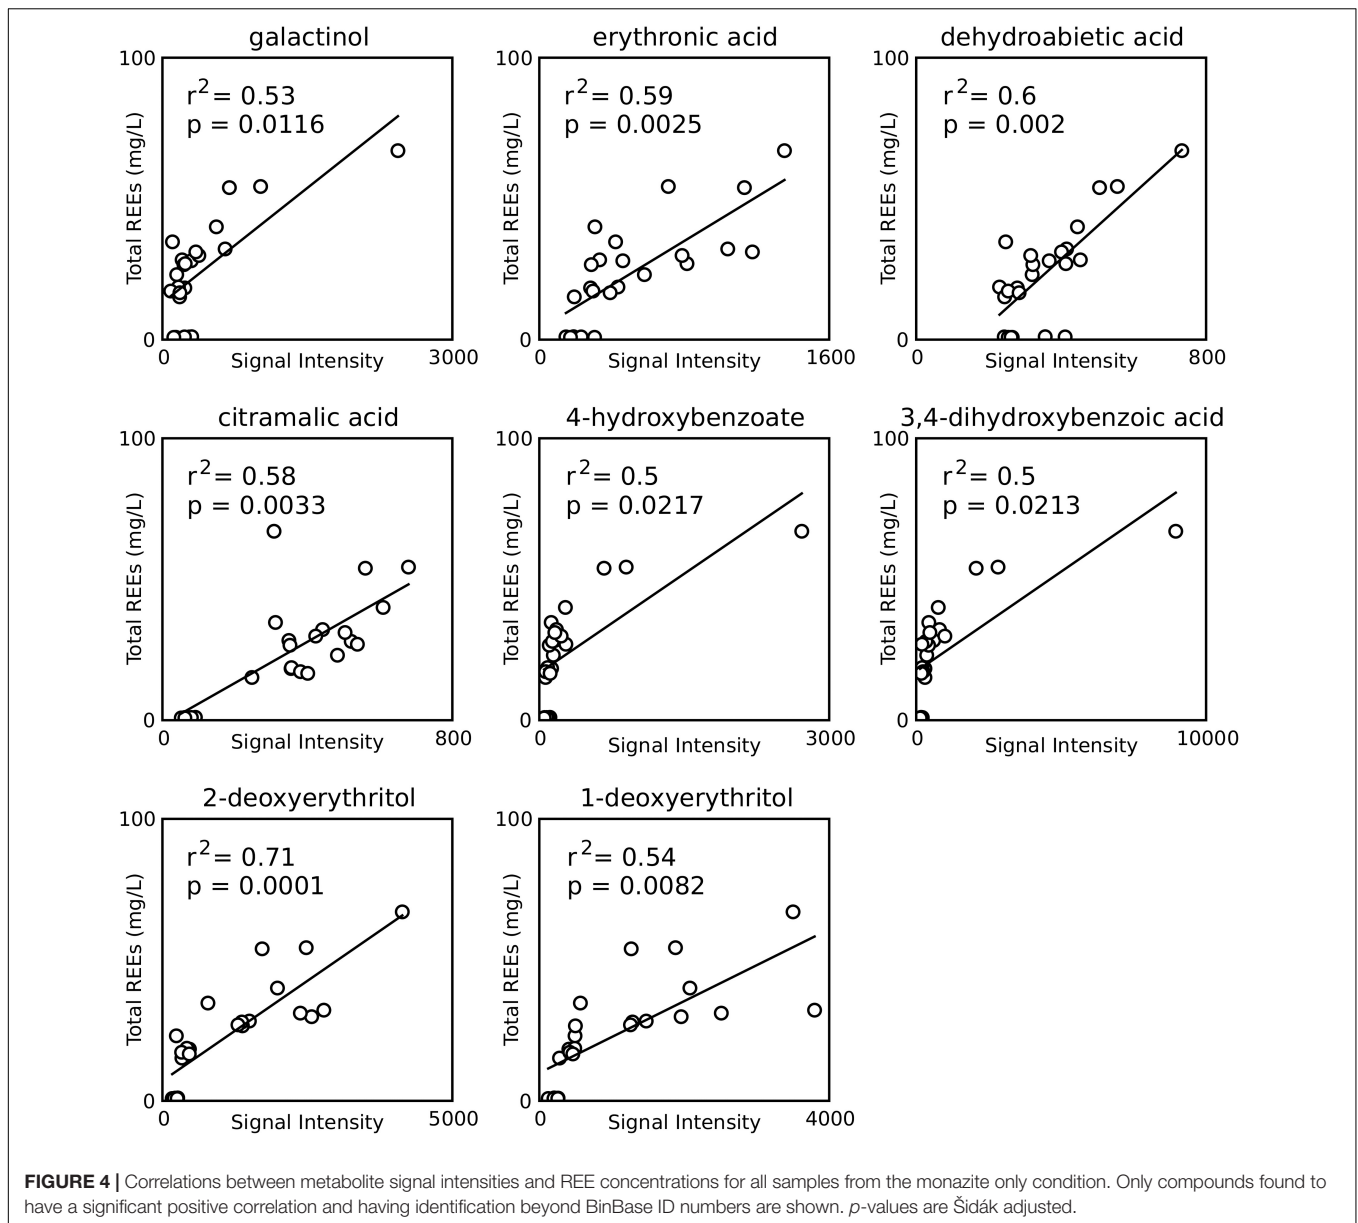 galactinol
100
r2= 0.53
p = 0.0116
Total REEs (mg/L)
0
0
Signal Intensity
3000
erythronic acid
100
r2= 0.59
p = 0.0025
Total REEs (mg/L)
0
0
Signal Intensity
1600
dehydroabietic acid
100
r2= 0.6
p = 0.002
Total REEs (mg/L)
0
0
Signal Intensity
800
citramalic acid
100
r2= 0.58
p = 0.0033
Total REEs (mg/L)
0
0
Signal Intensity
800
4-hydroxybenzoate
100
r2= 0.5
p = 0.0217
Total REEs (mg/L)
0
0
Signal Intensity
3000
3,4-dihydroxybenzoic acid
100
r2= 0.5
p = 0.0213
Total REEs (mg/L)
0
0
Signal Intensity
10000
2-deoxyerythritol
100
r2= 0.71
p = 0.0001
Total REEs (mg/L)
0
0
Signal Intensity
5000
1-deoxyerythritol
100
r2= 0.54
p = 0.0082
Total REEs (mg/L)
0
0
Signal Intensity
4000
FIGURE 4 | Correlations between metabolite signal intensities and REE concentrations for all samples from the monazite only condition. Only compounds found to
have a significant positive correlation and having identification beyond BinBase ID numbers are shown. p-values are Šidák adjusted.